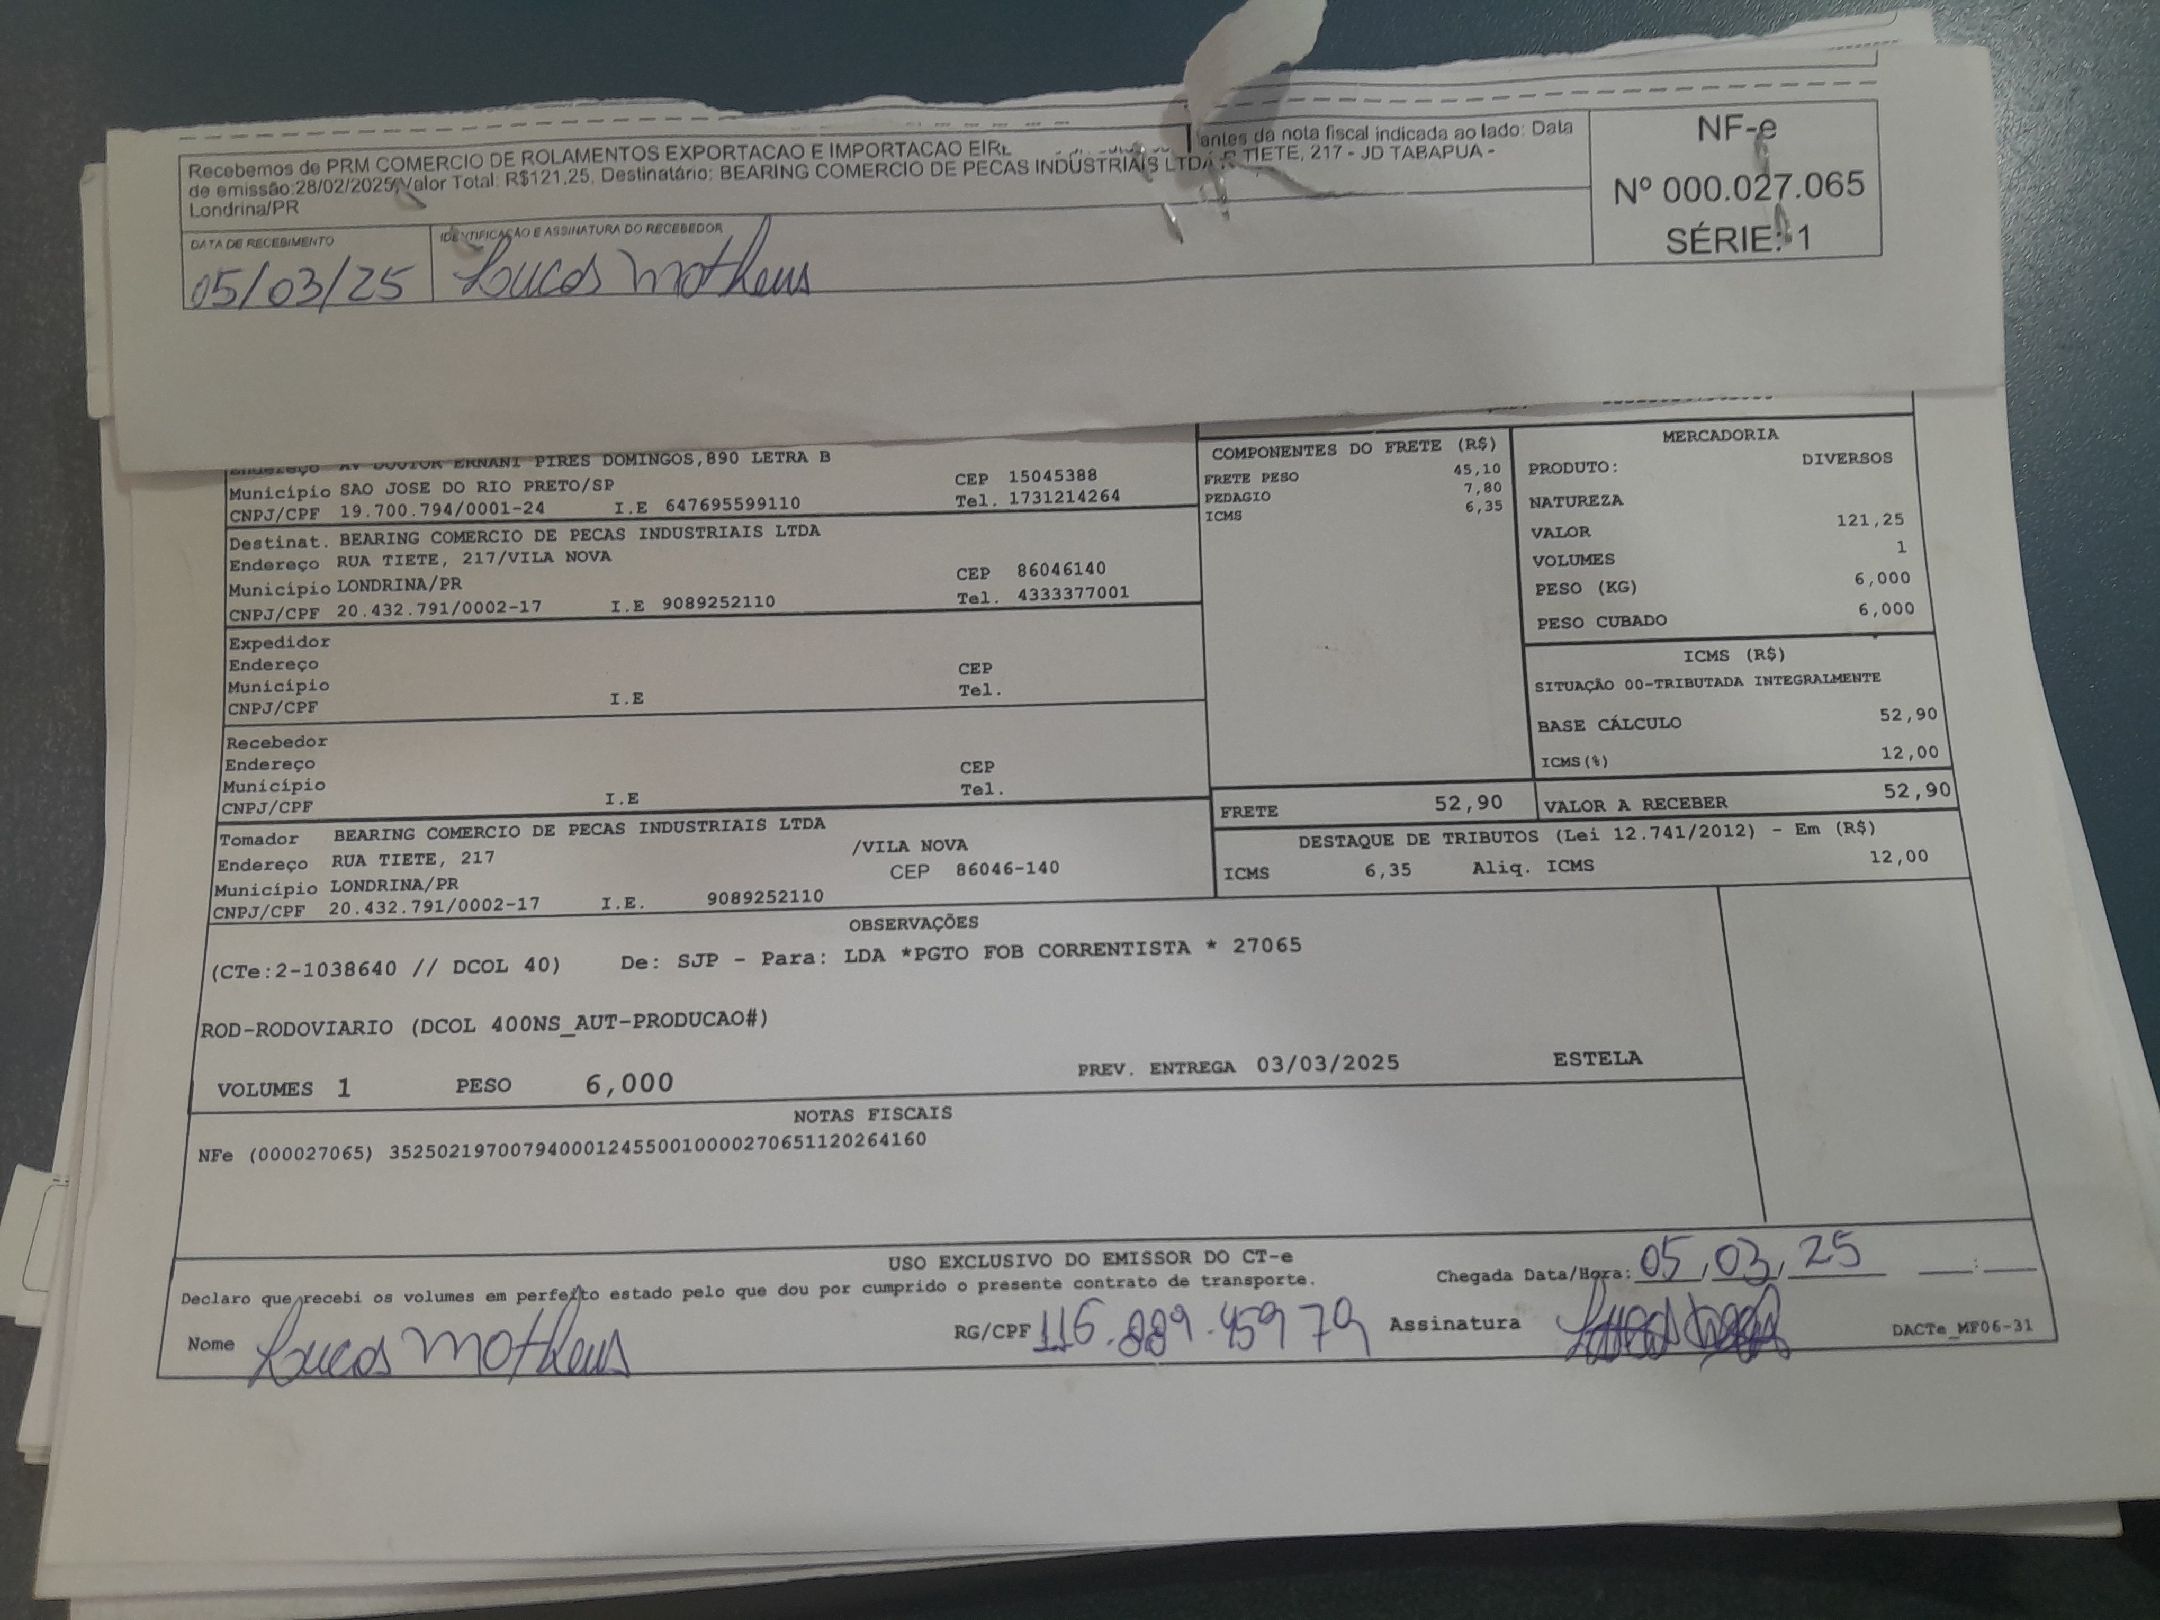 Recebemos de PRM COMERCIO DE ROLAMENTOS EXPORTACAO E IMPORTACAO antes da nota fiscal indicada ao lado: Data
de emissão:28/02/2025, Valor Total: R$121,25, Destinatário: BEARING COMERCIO DE PECAS INDUSTRIAIS LTDA R TIETE, 217 - JD TABAPUA -
Londrina/PR
NF-e
Nº 000.027.065
SÉRIE: 1
DATA DE RECEBIMENTO
IDENTIFICAÇÃO E ASSINATURA DO RECEBEDOR
05/03/25
Lucas Matheus
Endereço AV DOUTOR ERNANI PIRES DOMINGOS,890 LETRA B
Município SAO JOSE DO RIO PRETO/SP CEP 15045388
CNPJ/CPF 19.700.794/0001-24 I.E 647695599110 Tel. 1731214264
Destinat. BEARING COMERCIO DE PECAS INDUSTRIAIS LTDA
Endereço RUA TIETE, 217/VILA NOVA
Município LONDRINA/PR CEP 86046140
CNPJ/CPF 20.432.791/0002-17 I.E 9089252110 Tel. 4333377001
Expedidor
Endereço
Município CEP
CNPJ/CPF I.E Tel.
Recebedor
Endereço
Município CEP
CNPJ/CPF I.E Tel.
Tomador BEARING COMERCIO DE PECAS INDUSTRIAIS LTDA
Endereço RUA TIETE, 217 /VILA NOVA
Município LONDRINA/PR CEP 86046-140
CNPJ/CPF 20.432.791/0002-17 I.E. 9089252110
COMPONENTES DO FRETE (R$)
FRETE PESO 45,10
PEDAGIO 7,80
ICMS 6,35
MERCADORIA
PRODUTO: DIVERSOS
NATUREZA
VALOR 121,25
VOLUMES 1
PESO (KG) 6,000
PESO CUBADO 6,000
ICMS (R$)
SITUAÇÃO 00-TRIBUTADA INTEGRALMENTE
BASE CÁLCULO 52,90
ICMS(%) 12,00
FRETE 52,90
VALOR A RECEBER 52,90
DESTAQUE DE TRIBUTOS (Lei 12.741/2012) - Em (R$)
ICMS 6,35 Aliq. ICMS 12,00
OBSERVAÇÕES
(CTe:2-1038640 // DCOL 40) De: SJP - Para: LDA *PGTO FOB CORRENTISTA * 27065
ROD-RODOVIARIO (DCOL 400NS_AUT-PRODUCAO#)
VOLUMES 1 PESO 6,000 PREV. ENTREGA 03/03/2025 ESTELA
NOTAS FISCAIS
NFe (000027065) 35250219700794000124550010000270651120264160
USO EXCLUSIVO DO EMISSOR DO CT-e
Declaro que recebi os volumes em perfeito estado pelo que dou por cumprido o presente contrato de transporte.
Chegada Data/Hora: 05/03/25 :
Nome Lucas Matheus RG/CPF 116.889.459 79 Assinatura
DACTe_MF06-31